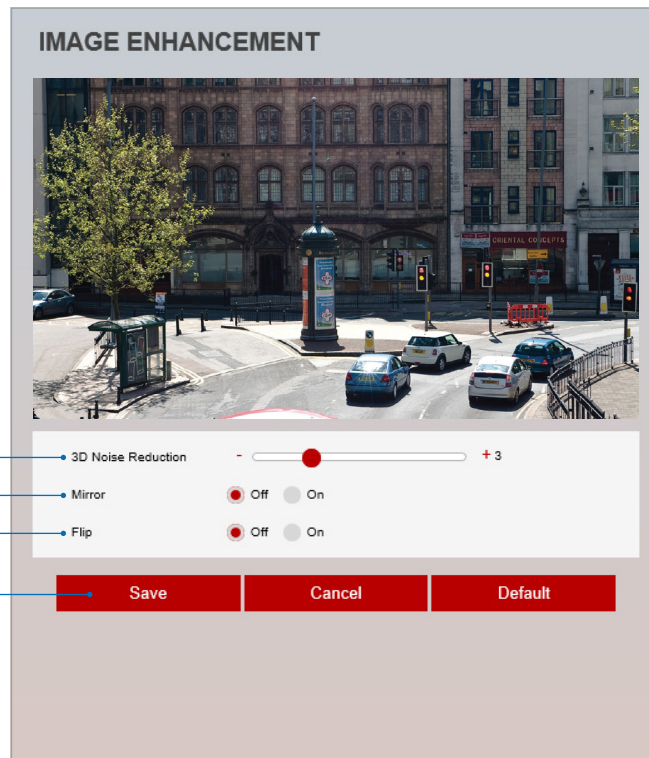 IMAGE ENHANCEMENT
ORIENTAL CONCEPTS
3D Noise Reduction - + 3
Mirror Off On
Flip Off On
Save Cancel Default